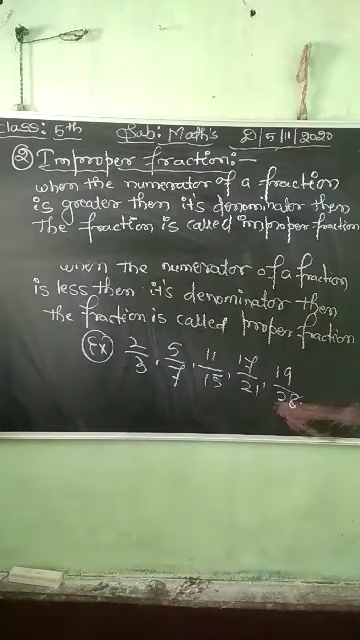 Class: 5th Sub: Math's D/5/11/2020
② Improper fraction:-
when the numerator of a fraction
is greater then it's denominator then
the fraction is called improper fraction
when the numerator of a fraction
is less then it's denominator then
the fraction is called proper fraction
Ex 2/3, 5/7, 11/15, 17/21, 19/28